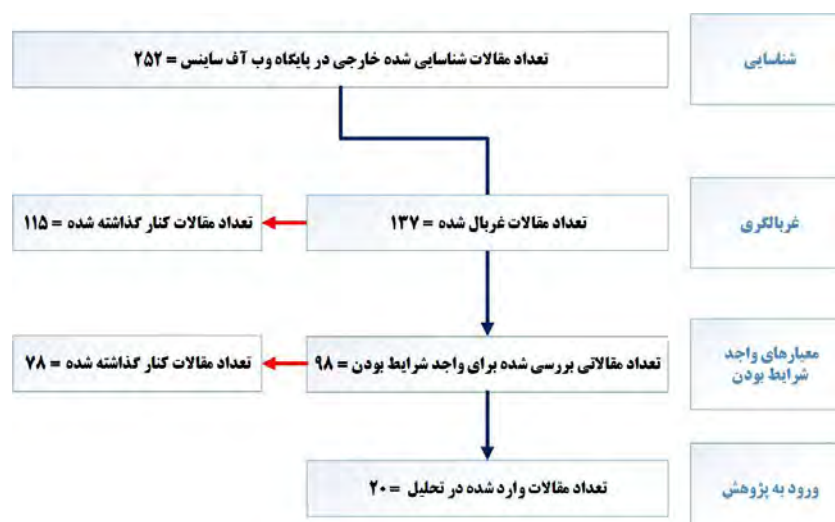 شناسایی
تعداد مقالات شناسایی شده خارجی در پایگاه وب آف ساینس = ۲۵۲
غربالگری
تعداد مقالات غربال شده = ۱۳۷
تعداد مقالات کنار گذاشته شده = ۱۱۵
معیارهای واجد
شرایط بودن
تعداد مقالاتی بررسی شده برای واجد شرایط بودن = ۹۸
تعداد مقالات کنار گذاشته شده = ۷۸
ورود به پژوهش
تعداد مقالات وارد شده در تحلیل = ۲۰